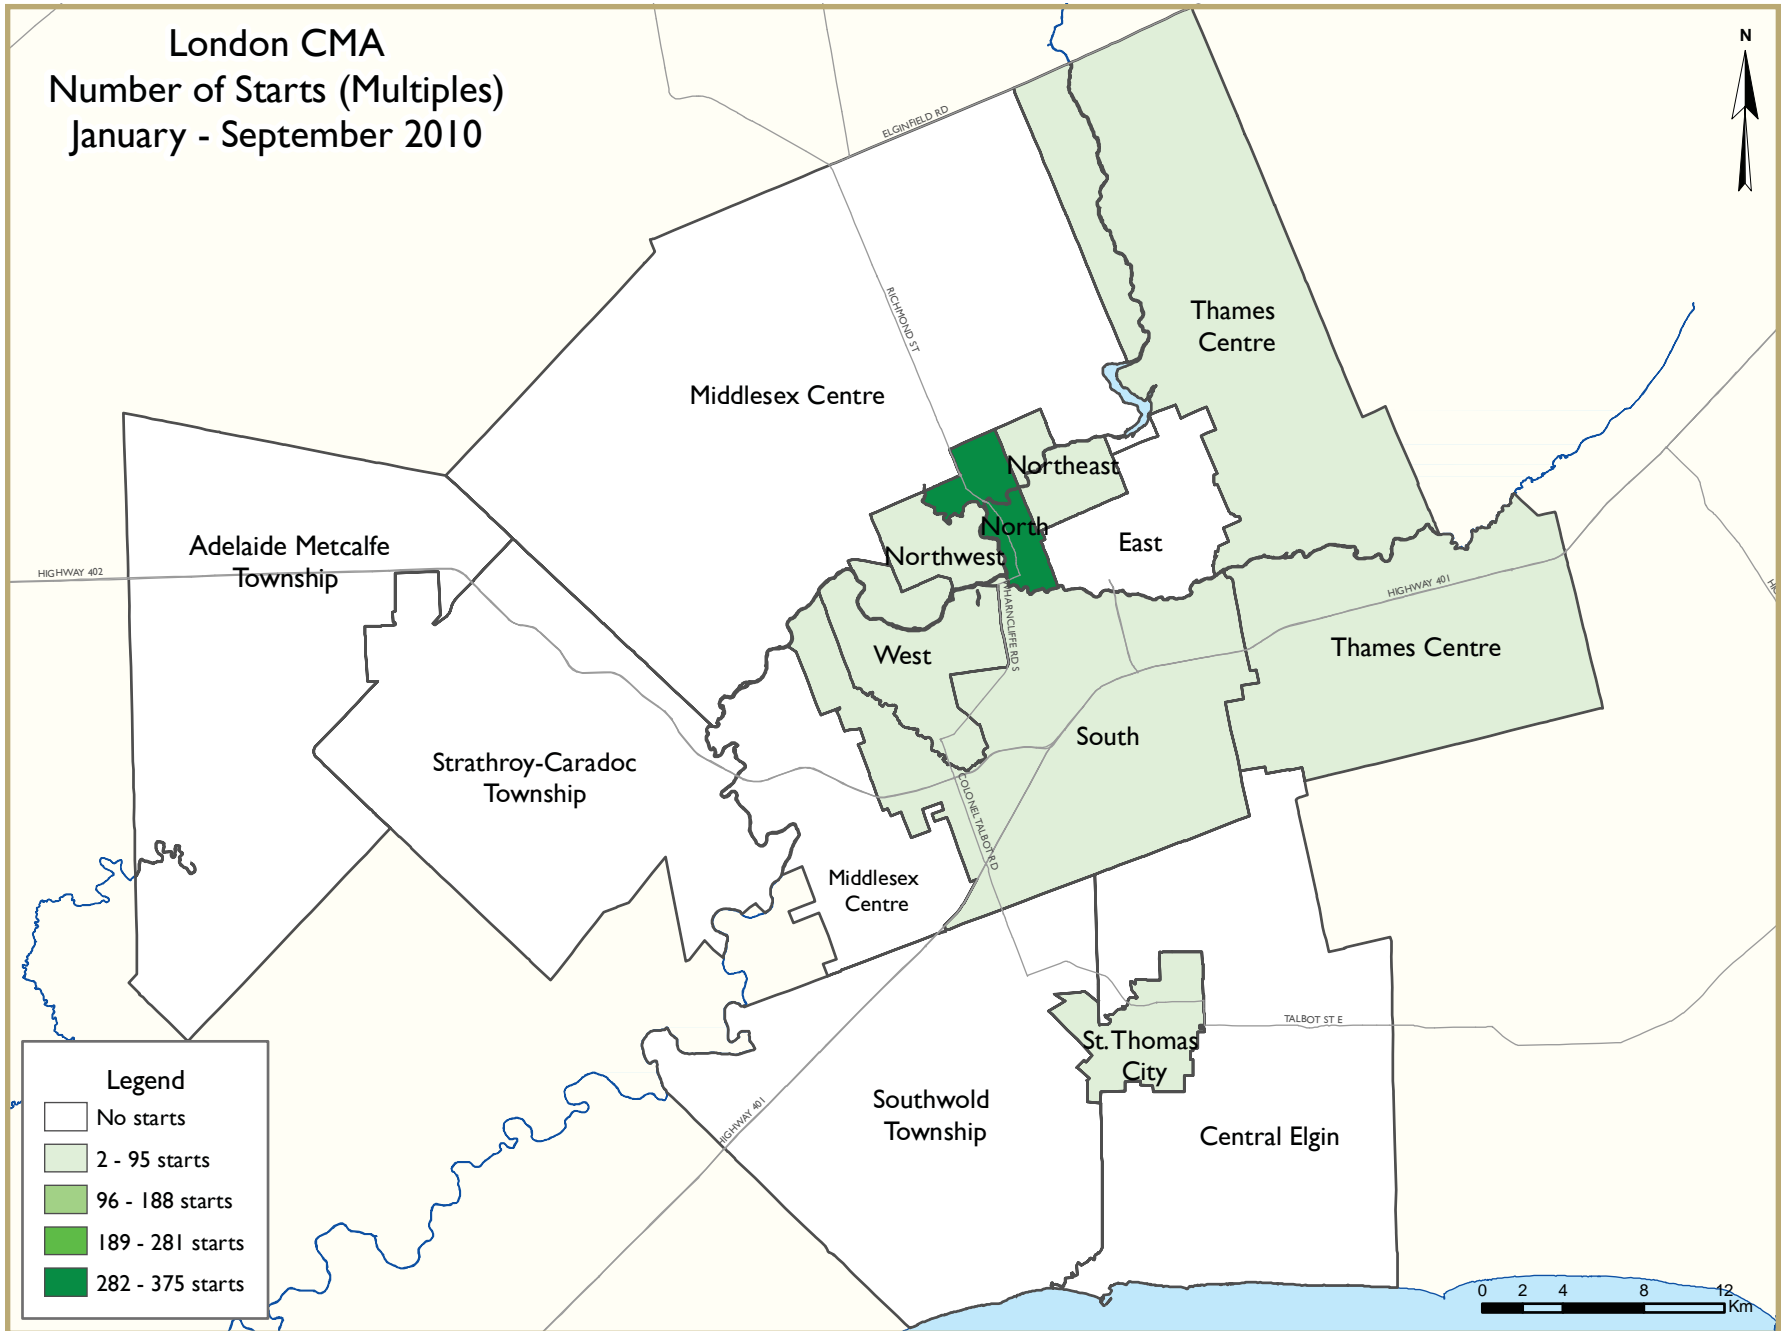 London CMA
Number of Starts (Multiples)
January - September 2010
N
ELGINFIELD RD
RICHMOND ST
Thames
Centre
Middlesex Centre
Northeast
North
Northwest
East
Adelaide Metcalfe
Township
HIGHWAY 402
HIGHWAY 401
WHARNCLIFFE RD S
West
Thames Centre
South
Strathroy-Caradoc
Township
COLONEL TALBOT RD
Middlesex
Centre
TALBOT ST E
St. Thomas
City
Southwold
Township
HIGHWAY 401
Central Elgin
Legend
No starts
2 - 95 starts
96 - 188 starts
189 - 281 starts
282 - 375 starts
0 2 4 8 12
Km